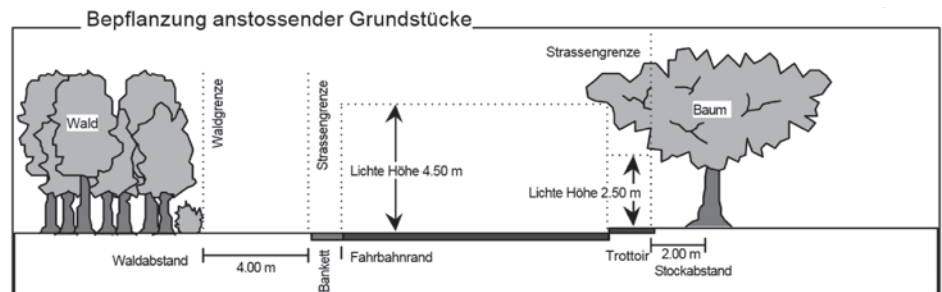 Bepflanzung anstossender Grundstücke
Strassengrenze
Wald
Waldgrenze
Strassengrenze
Baum
Lichte Höhe 4.50 m
Lichte Höhe 2.50 m
Waldabstand
4.00 m
Bankett
Fahrbahnrand
Trottoir
2.00 m
Stockabstand